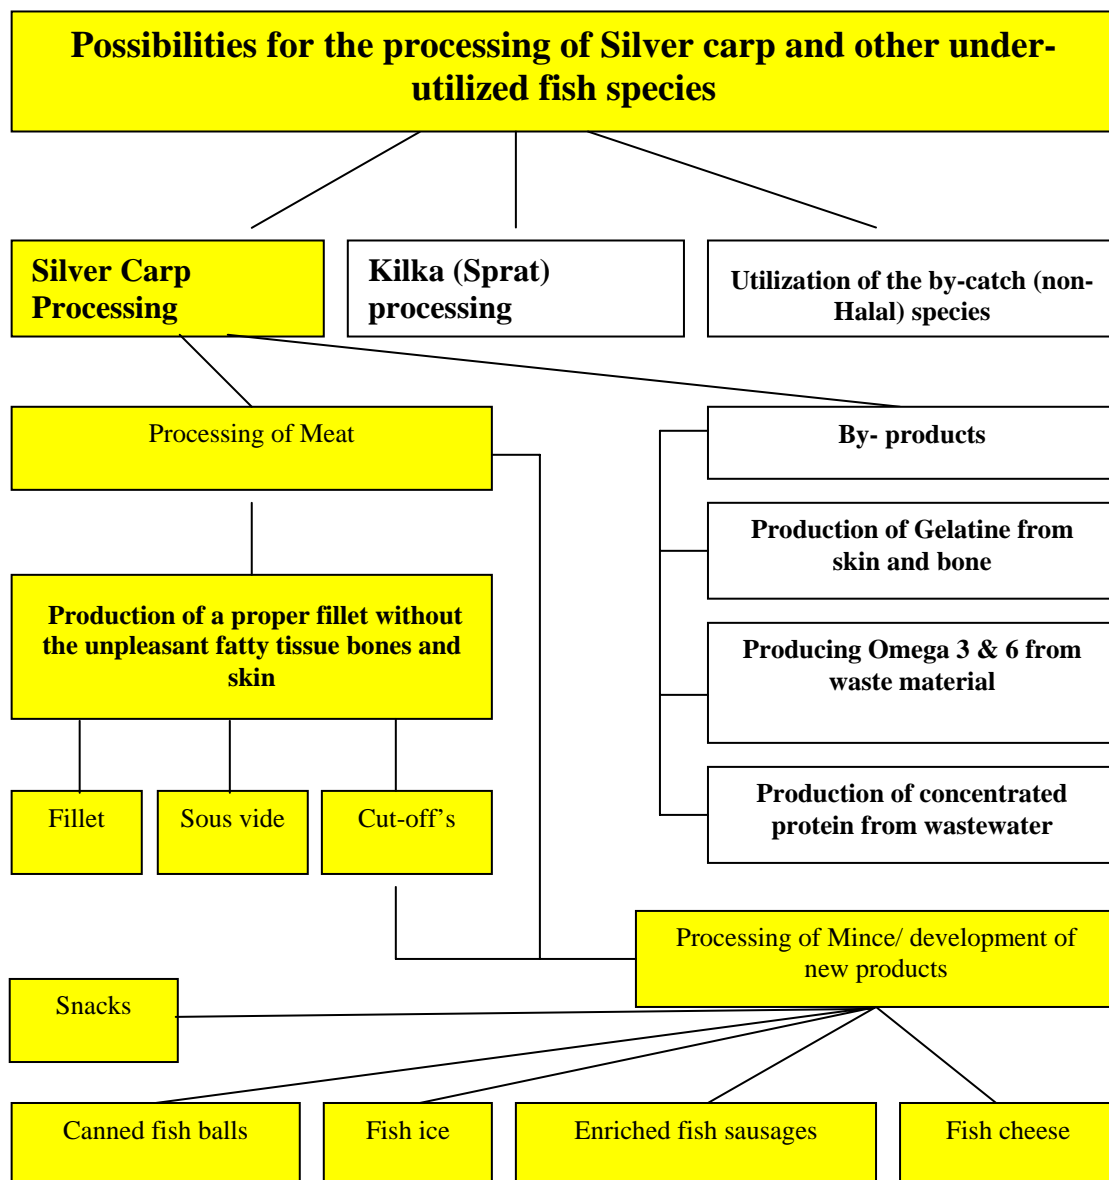 Possibilities for the processing of Silver carp and other under-
utilized fish species
Silver Carp
Processing
Kilka (Sprat)
processing
Utilization of the by-catch (non-
Halal) species
Processing of Meat
By- products
Production of Gelatine from
skin and bone
Production of a proper fillet without
the unpleasant fatty tissue bones and
skin
Producing Omega 3 & 6 from
waste material
Fillet
Sous vide
Cut-off’s
Production of concentrated
protein from wastewater
Processing of Mince/ development of
new products
Snacks
Canned fish balls
Fish ice
Enriched fish sausages
Fish cheese